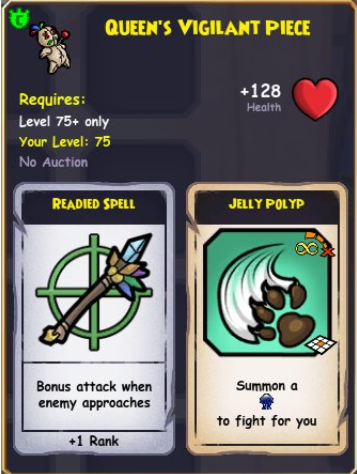 QUEEN'S VIGILANT PIECE
+128
Health
Requires:
Level 75+ only
Your Level: 75
No Auction
READIED SPELL
Bonus attack when
enemy approaches
+1 Rank
JELLY POLYP
Summon a
to fight for you